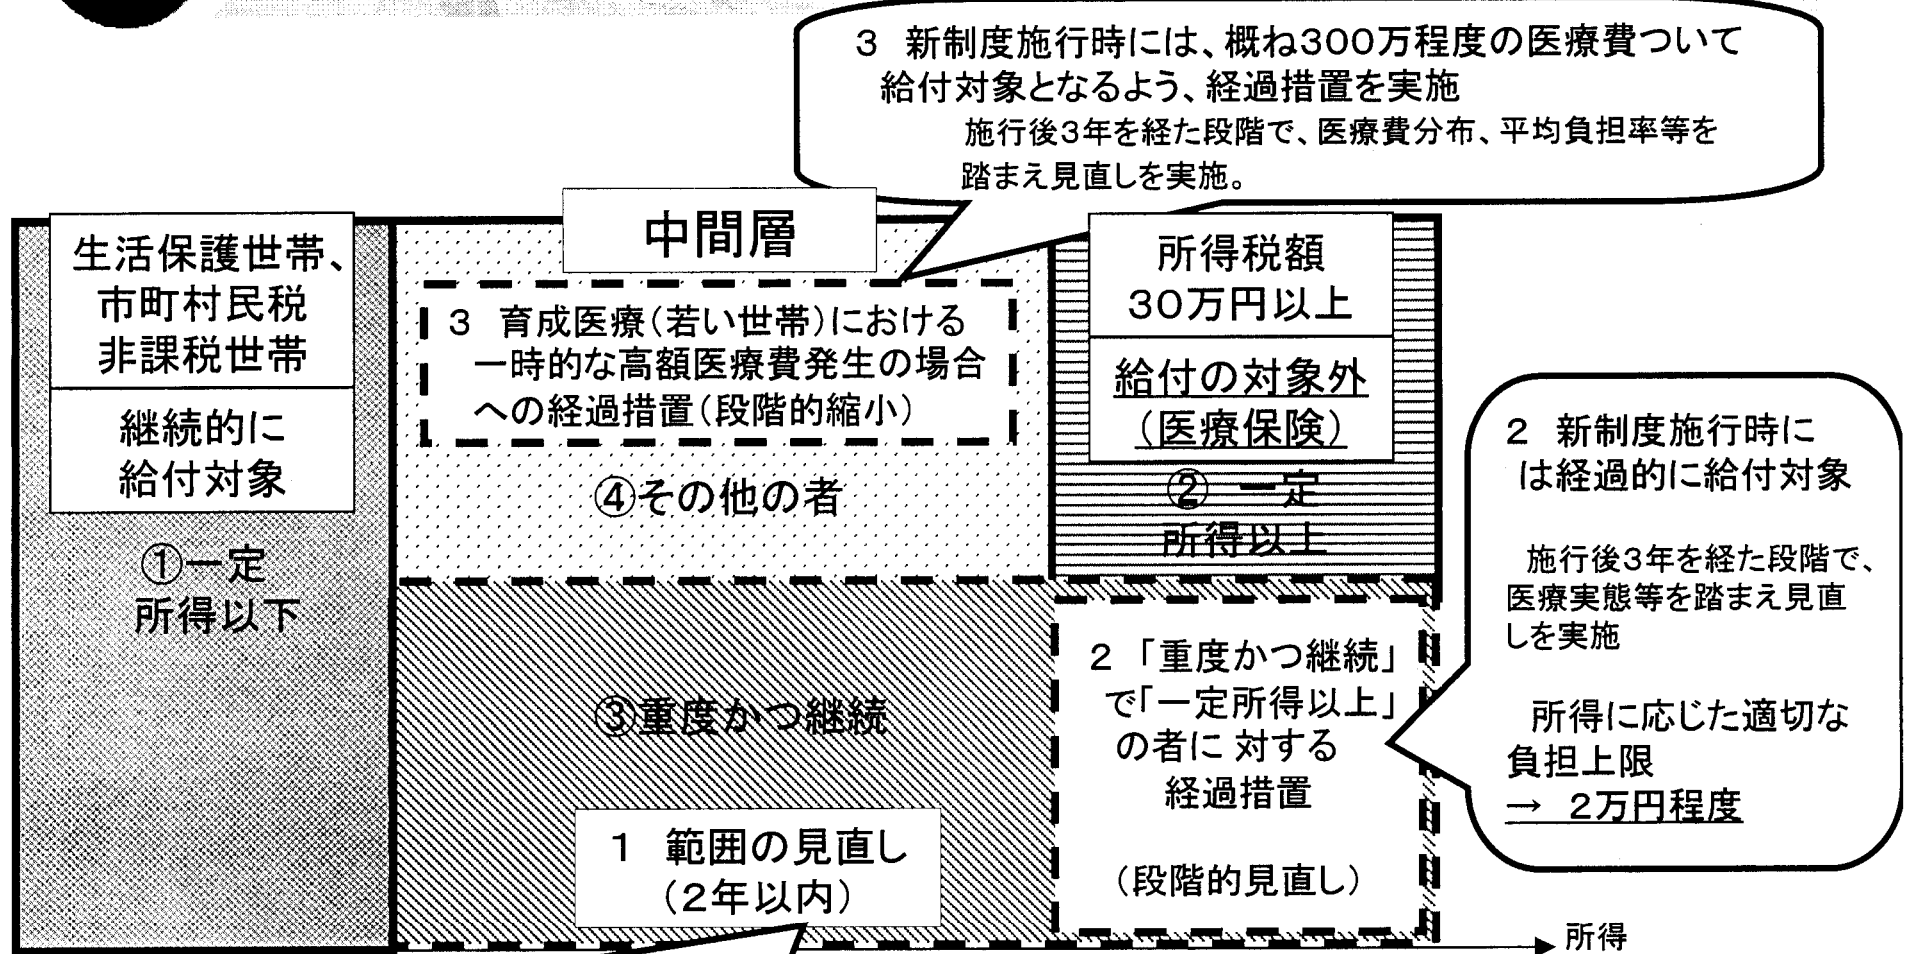 3 新制度施行時には、概ね300万程度の医療費ついて
給付対象となるよう、経過措置を実施
施行後3年を経た段階で、医療費分布、平均負担率等を
踏まえ見直しを実施。
生活保護世帯、
市町村民税
非課税世帯
継続的に
給付対象
①一定
所得以下
中間層
3 育成医療(若い世帯)における
一時的な高額医療費発生の場合
への経過措置(段階的縮小)
④その他の者
所得税額
30万円以上
給付の対象外
(医療保険)
② 一定
所得以上
③重度かつ継続
1 範囲の見直し
(2年以内)
2 「重度かつ継続」
で「一定所得以上」
の者に 対する
経過措置
(段階的見直し)
2 新制度施行時に
は経過的に給付対象
施行後3年を経た段階で、
医療実態等を踏まえ見直
しを実施
所得に応じた適切な
負担上限
→ 2万円程度
所得